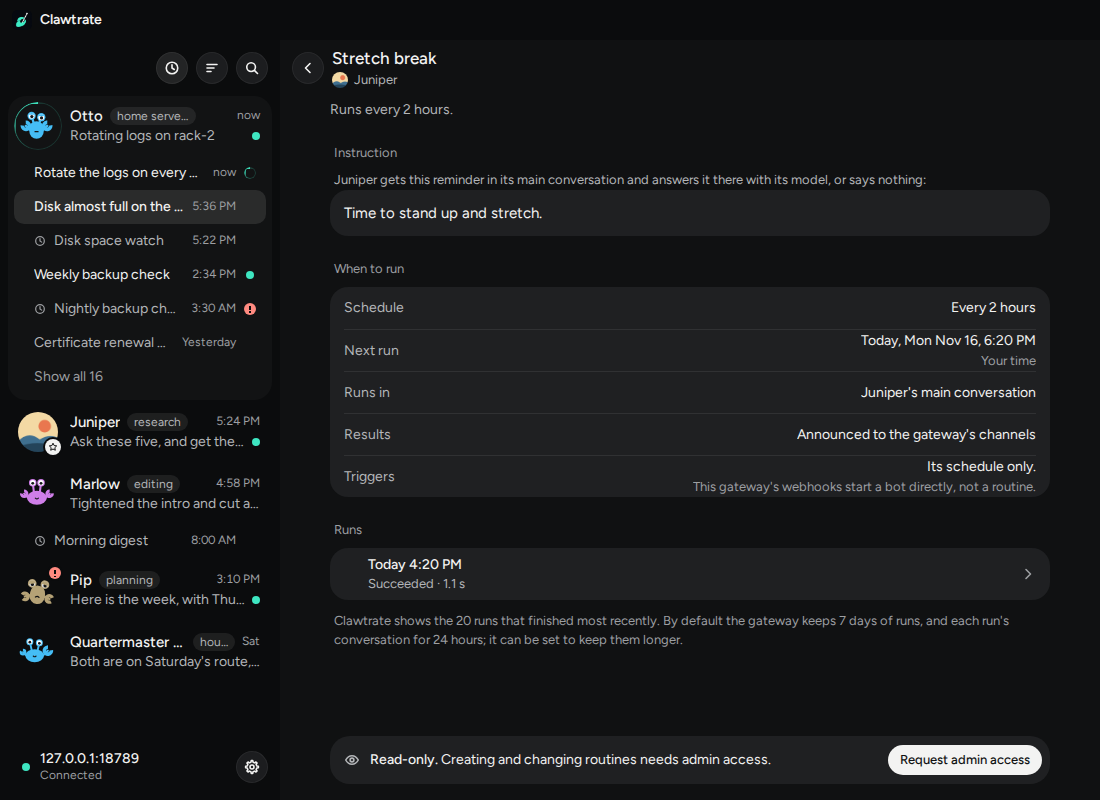 Clawtrate
Otto home serve... now
Rotating logs on rack-2
Rotate the logs on every ... now
Disk almost full on the ... 5:36 PM
Disk space watch 5:22 PM
Weekly backup check 2:34 PM
Nightly backup ch... 3:30 AM
Certificate renewal ... Yesterday
Show all 16
Juniper research 5:24 PM
Ask these five, and get the...
Marlow editing 4:58 PM
Tightened the intro and cut a...
Morning digest 8:00 AM
Pip planning 3:10 PM
Here is the week, with Thu...
Quartermaster ... hou... Sat
Both are on Saturday's route,...
127.0.0.1:18789
Connected
Stretch break
Juniper
Runs every 2 hours.
Instruction
Juniper gets this reminder in its main conversation and answers it there with its model, or says nothing:
Time to stand up and stretch.
When to run
Schedule Every 2 hours
Next run Today, Mon Nov 16, 6:20 PM
Your time
Runs in Juniper's main conversation
Results Announced to the gateway's channels
Triggers Its schedule only.
This gateway's webhooks start a bot directly, not a routine.
Runs
Today 4:20 PM
Succeeded · 1.1 s
Clawtrate shows the 20 runs that finished most recently. By default the gateway keeps 7 days of runs, and each run's
conversation for 24 hours; it can be set to keep them longer.
Read-only. Creating and changing routines needs admin access. Request admin access